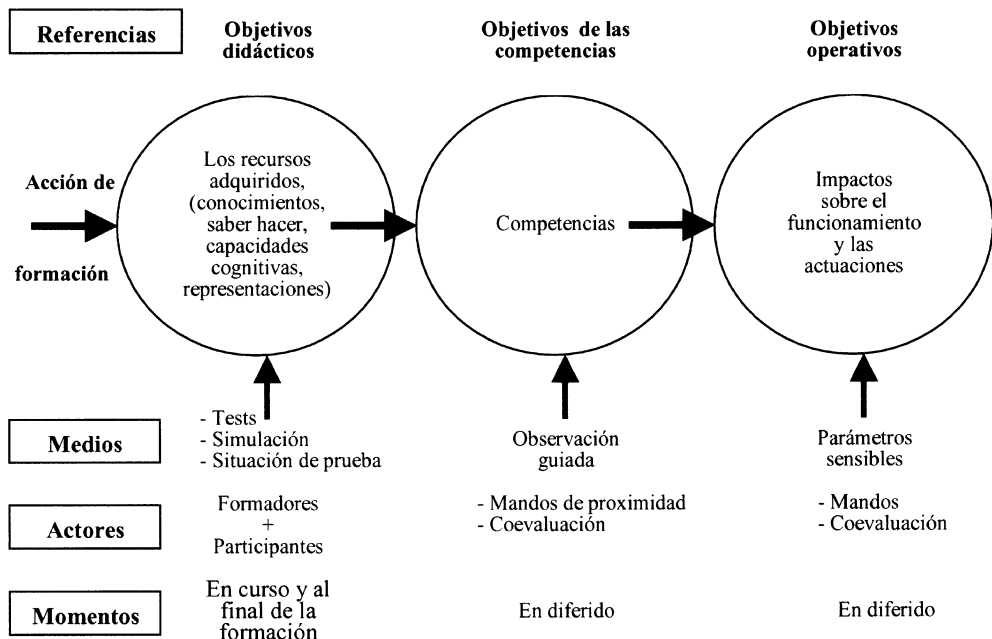 Referencias
Objetivos
didácticos
Objetivos de las
competencias
Objetivos
operativos
Acción de
formación
Los recursos
adquiridos,
(conocimientos,
saber hacer,
capacidades
cognitivas,
representaciones)
Competencias
Impactos
sobre el
funcionamiento
y las
actuaciones
Medios
- Tests
- Simulación
- Situación de prueba
Observación
guiada
Parámetros
sensibles
Actores
Formadores
+
Participantes
- Mandos de proximidad
- Coevaluación
- Mandos
- Coevaluación
Momentos
En curso y al
final de la
formación
En diferido
En diferido